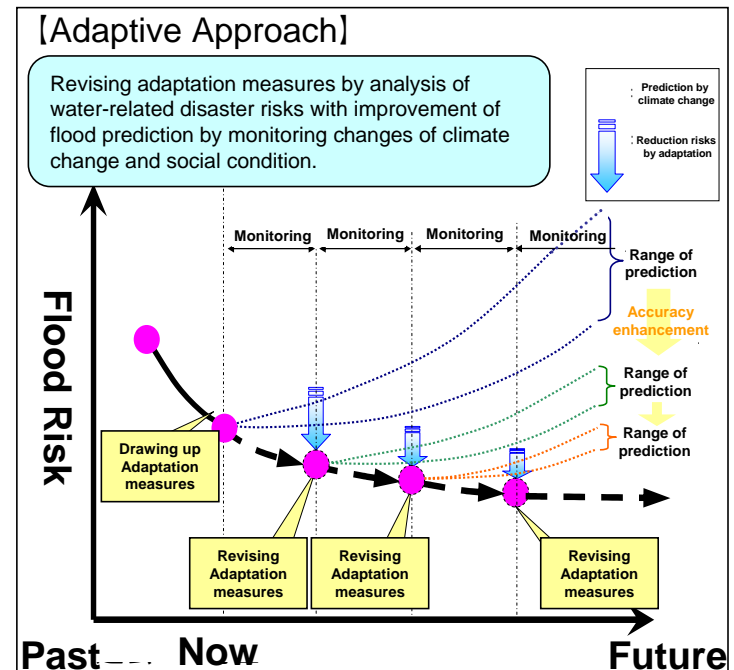 【Adaptive Approach】
Revising adaptation measures by analysis of
water-related disaster risks with improvement of
flood prediction by monitoring changes of climate
change and social condition.
: Prediction by
climate change
: Reduction risks
by adaptation
Monitoring
Monitoring
Monitoring
Monitoring
Range of
prediction
Accuracy
enhancement
Range of
prediction
Range of
prediction
Flood Risk
Drawing up
Adaptation
measures
Revising
Adaptation
measures
Revising
Adaptation
measures
Revising
Adaptation
measures
Past
Now
Future